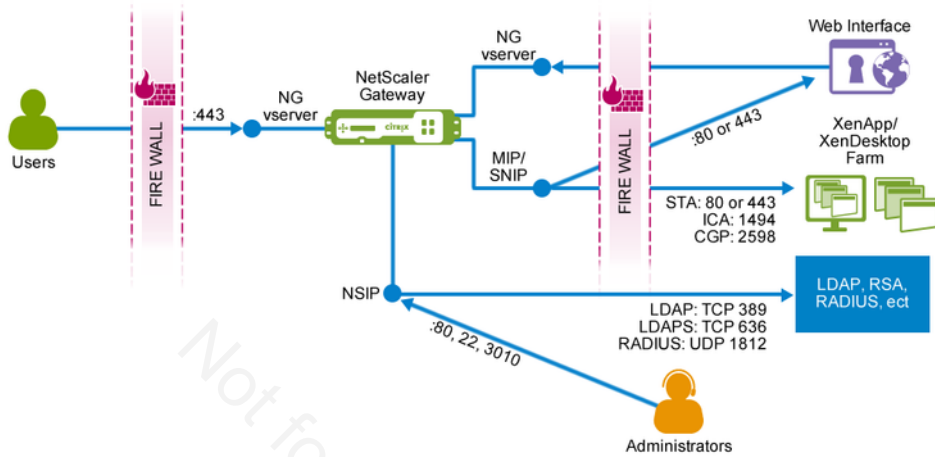 Web Interface
NG
vserver
NetScaler
Gateway
:443
NG
vserver
Users
FIRE WALL
citrix
MIP/
SNIP
FIRE WALL
:80 or 443
XenApp/
XenDesktop
Farm
STA: 80 or 443
ICA: 1494
CGP: 2598
NSIP
LDAP, RSA,
RADIUS, ect
LDAP: TCP 389
LDAPS: TCP 636
RADIUS: UDP 1812
:80, 22, 3010
Administrators
Not fo